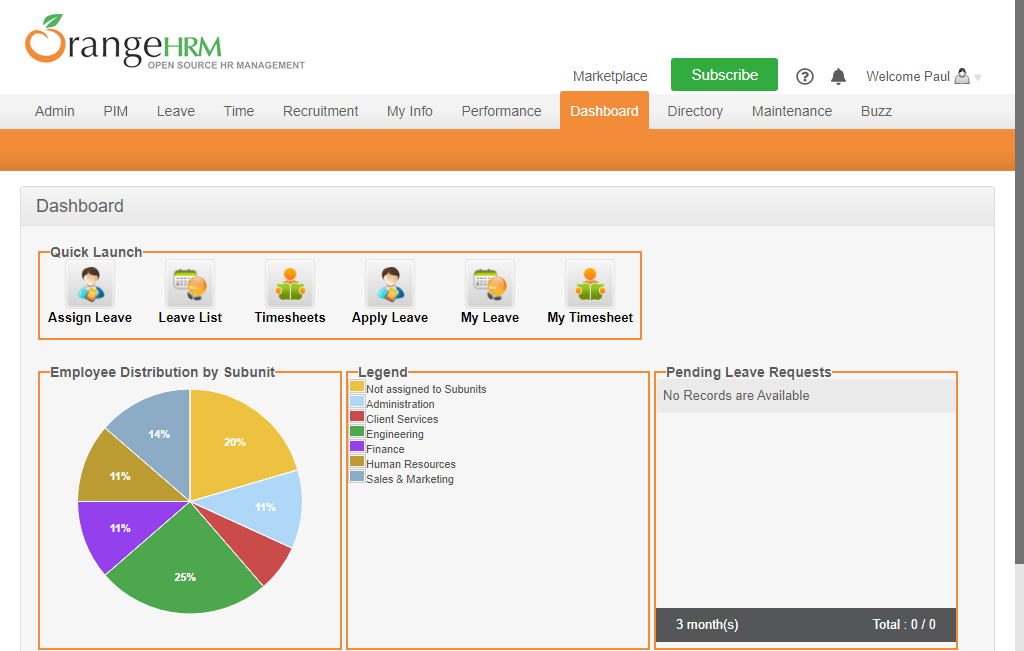 OrangeHRM
OPEN SOURCE HR MANAGEMENT
Marketplace Subscribe ? Welcome Paul
Admin PIM Leave Time Recruitment My Info Performance Dashboard Directory Maintenance Buzz
Dashboard
Quick Launch
Assign Leave Leave List Timesheets Apply Leave My Leave My Timesheet
Employee Distribution by Subunit
20%
11%
25%
11%
11%
14%
Legend
Not assigned to Subunits
Administration
Client Services
Engineering
Finance
Human Resources
Sales & Marketing
Pending Leave Requests
No Records are Available
3 month(s) Total : 0 / 0